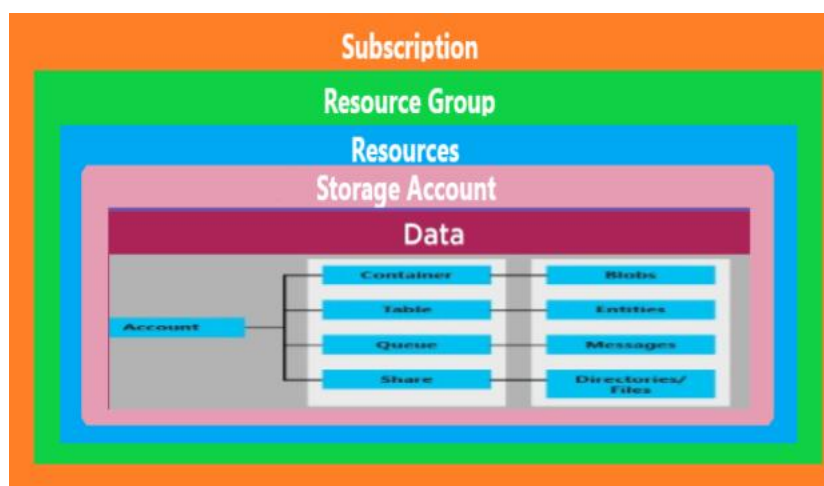 Subscription
Resource Group
Resources
Storage Account
Data
Container
Blobs
Table
Entities
Account
Queue
Messages
Share
Directories/
Files